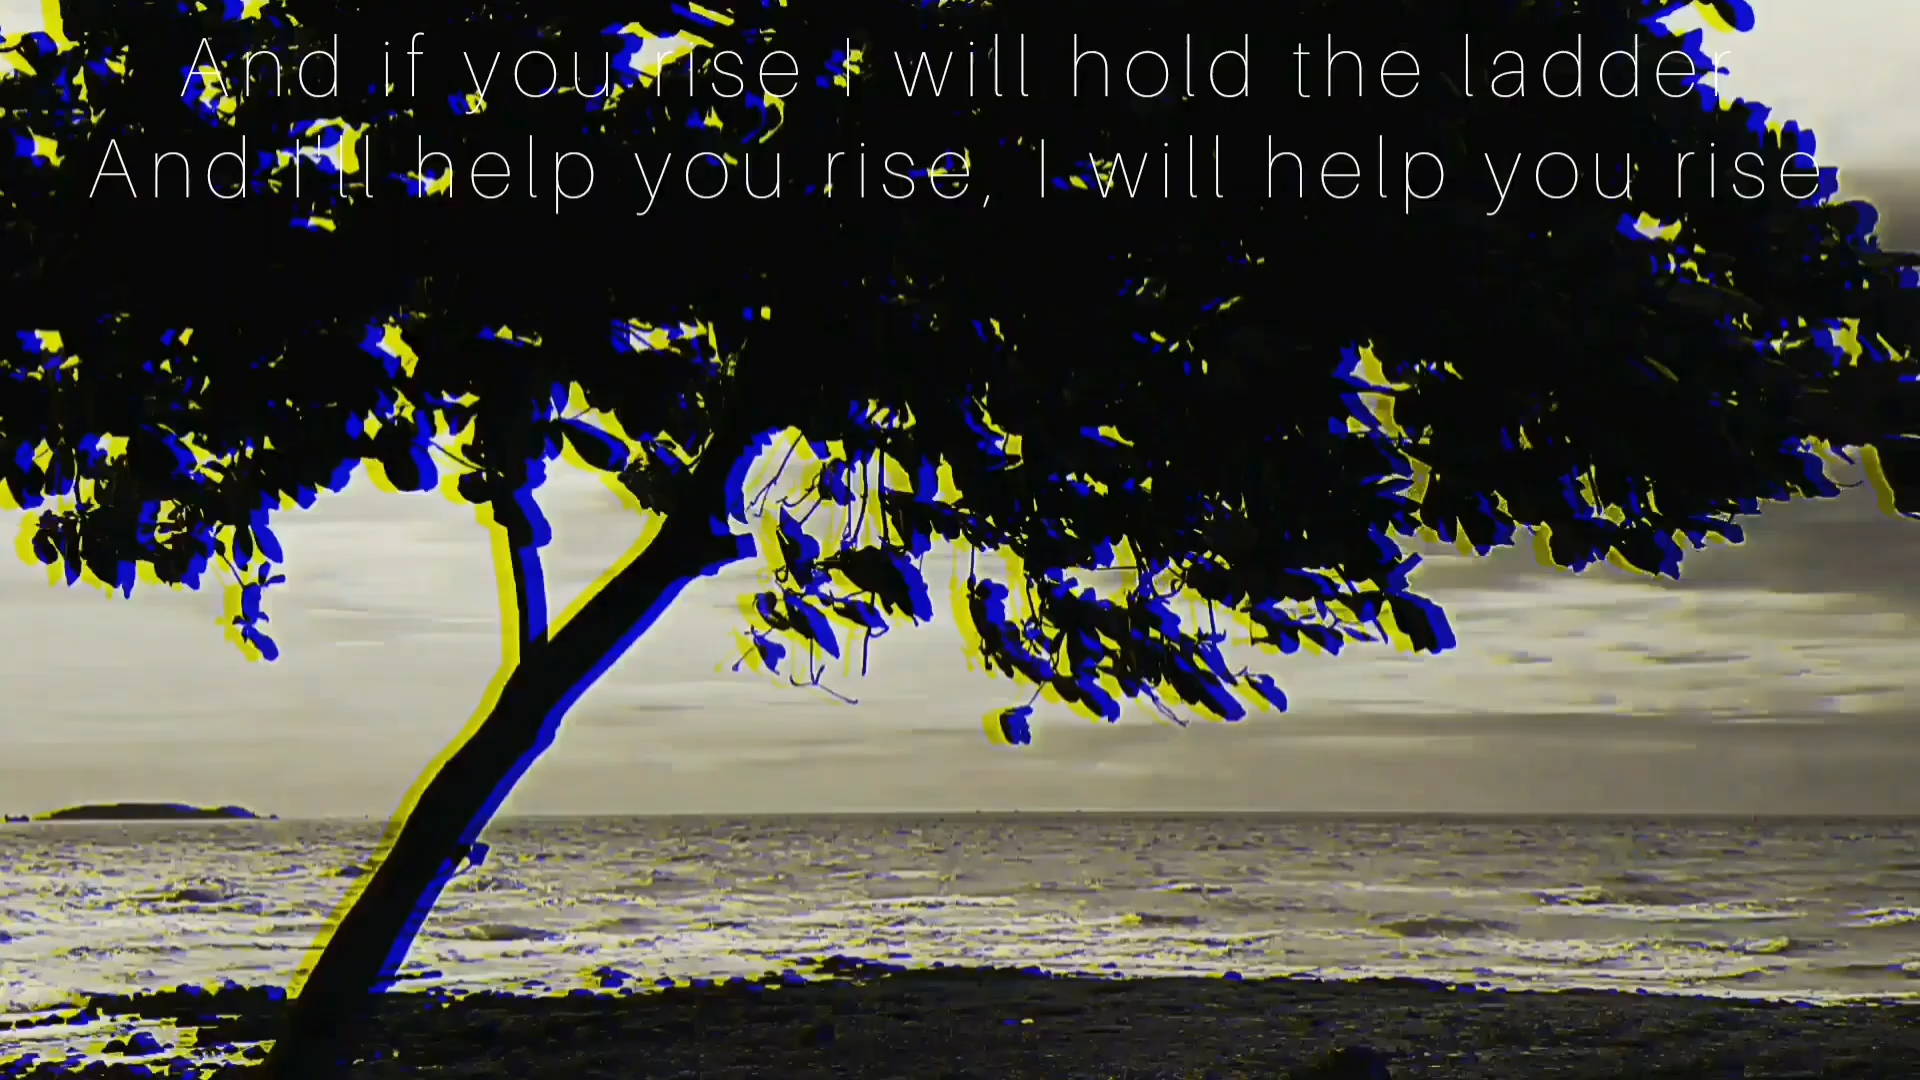 And if you rise I will hold the ladder
And I'll help you rise, I will help you rise